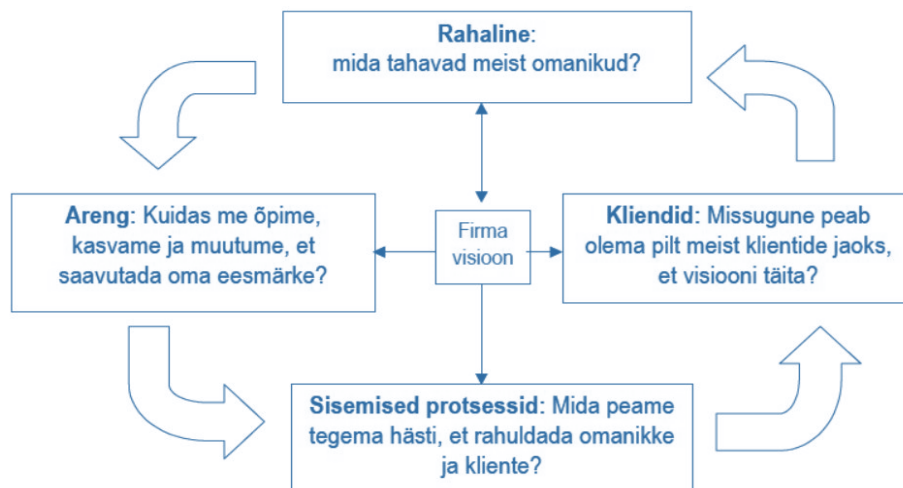 Rahaline:
mida tahavad meist omanikud?
Areng: Kuidas me õpime,
kasvame ja muutume, et
saavutada oma eesmärke?
Firma
visioon
Kliendid: Missugune peab
olema pilt meist klientide jaoks,
et visiooni täita?
Sisemised protsessid: Mida peame
tegema hästi, et rahuldada omanikke
ja kliente?